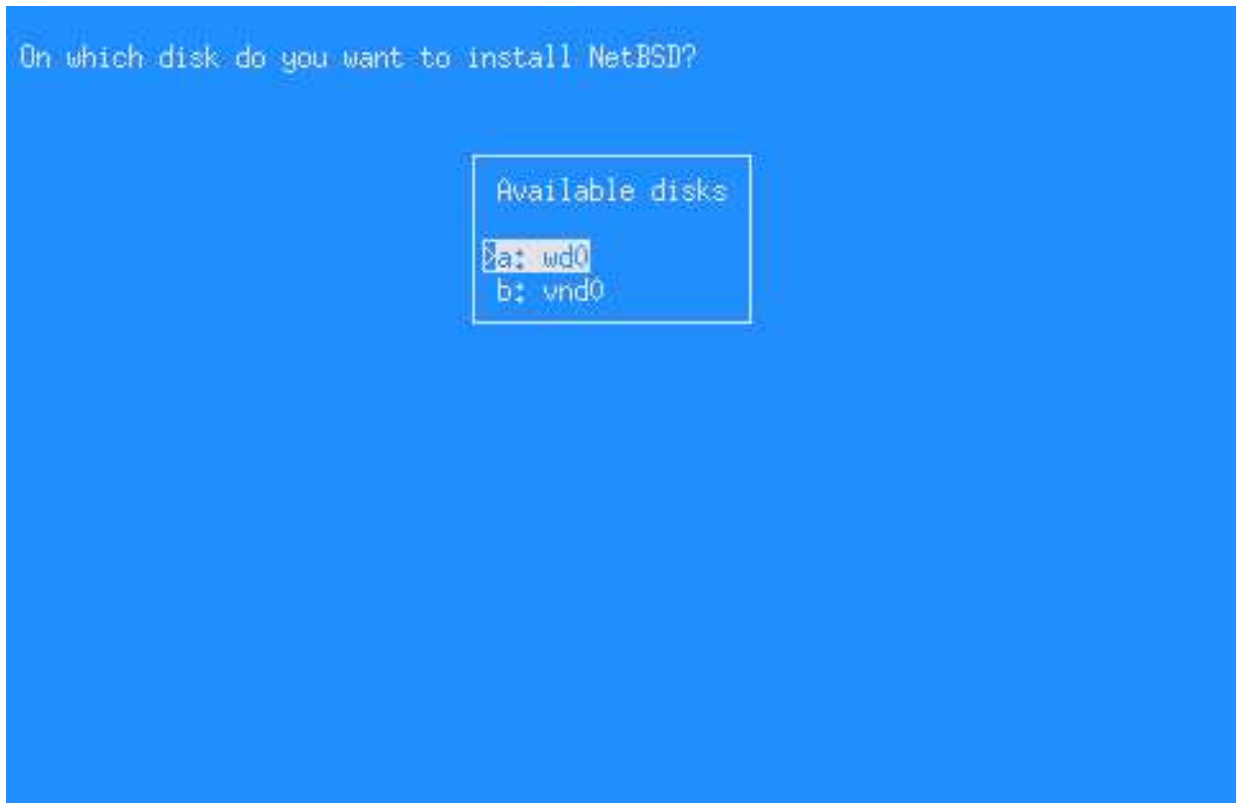 On which disk do you want to install NetBSD?
Available disks
>a: wd0
b: vnd0